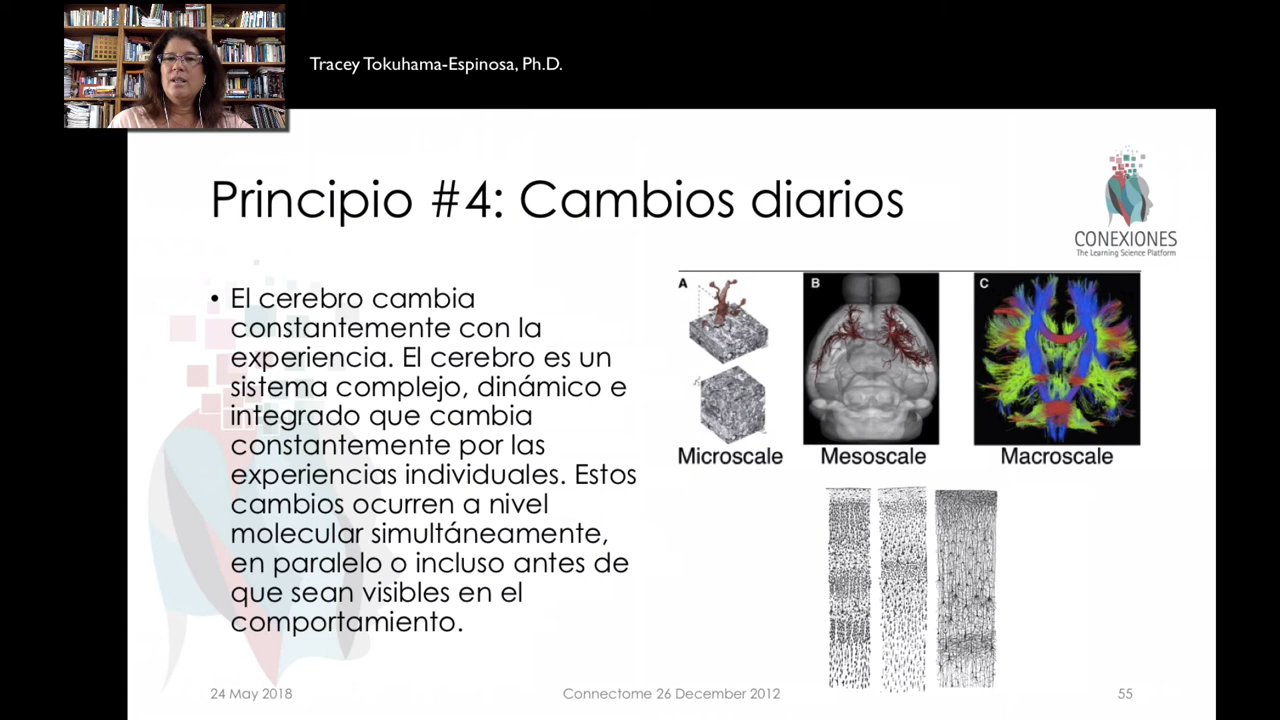 Tracey Tokuhama-Espinosa, Ph.D.
Principio #4: Cambios diarios
CONEXIONES
The Learning Science Platform
• El cerebro cambia
constantemente con la
experiencia. El cerebro es un
sistema complejo, dinámico e
integrado que cambia
constantemente por las
experiencias individuales. Estos
cambios ocurren a nivel
molecular simultáneamente,
en paralelo o incluso antes de
que sean visibles en el
comportamiento.
A
B
C
Microscale
Mesoscale
Macroscale
24 May 2018
Connectome 26 December 2012
55